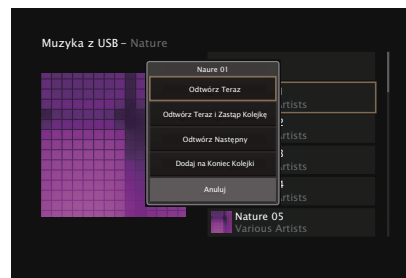 Muzyka z USB – Nature
Naure 01
Odtwórz Teraz
Odtwórz Teraz i Zastąp Kolejkę
Odtwórz Następny
Dodaj na Koniec Kolejki
Anuluj
Nature 05
Various Artists